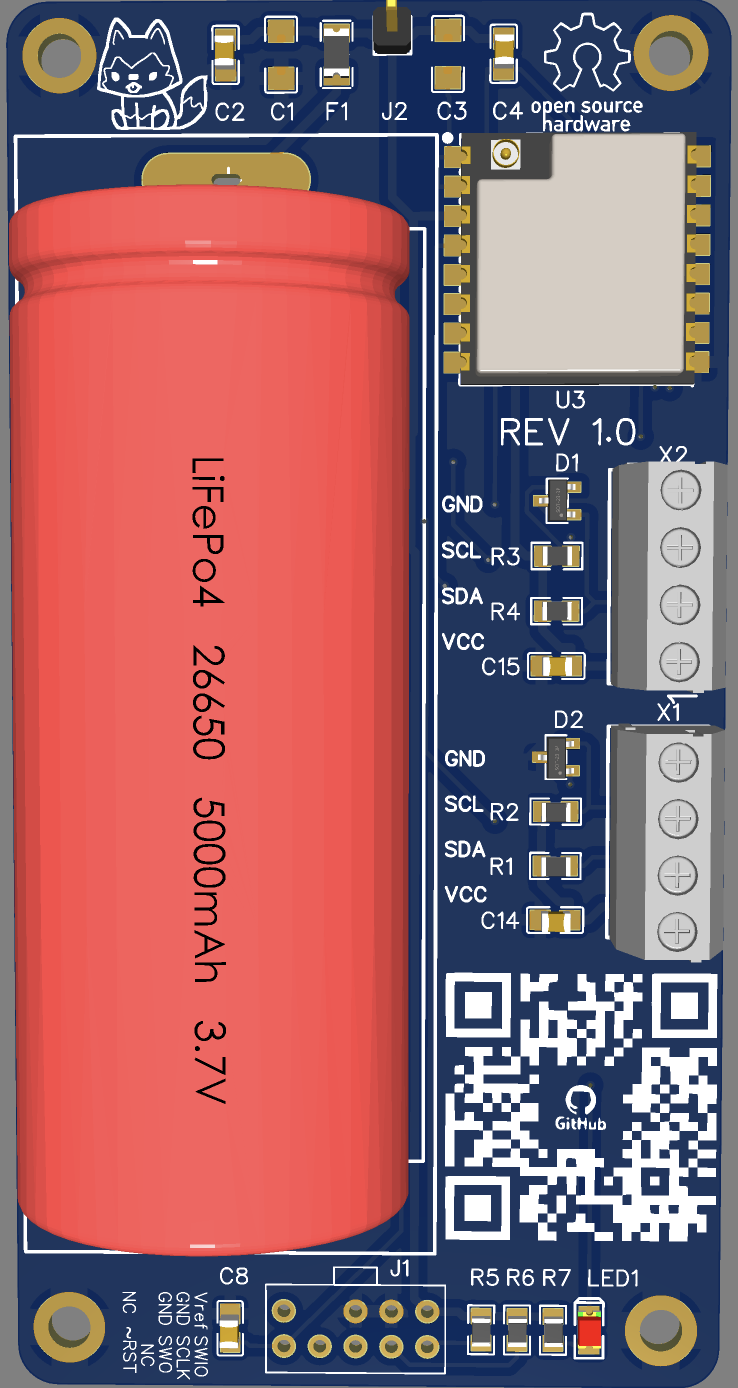 C2 C1 F1 J2 C3 C4
open source
hardware
U3
REV 1.0
X2
D1
GND
SCL R3
SDA R4
VCC
C15
1
X1
D2
GND
SCL R2
SDA R1
VCC
C14
LiFePo4 26650 5000mAh 3.7V
GitHub
C8
J1
R5 R6 R7 LED1
Vref SWIO
GND SCLK
GND SWO
NC
NC ~RST